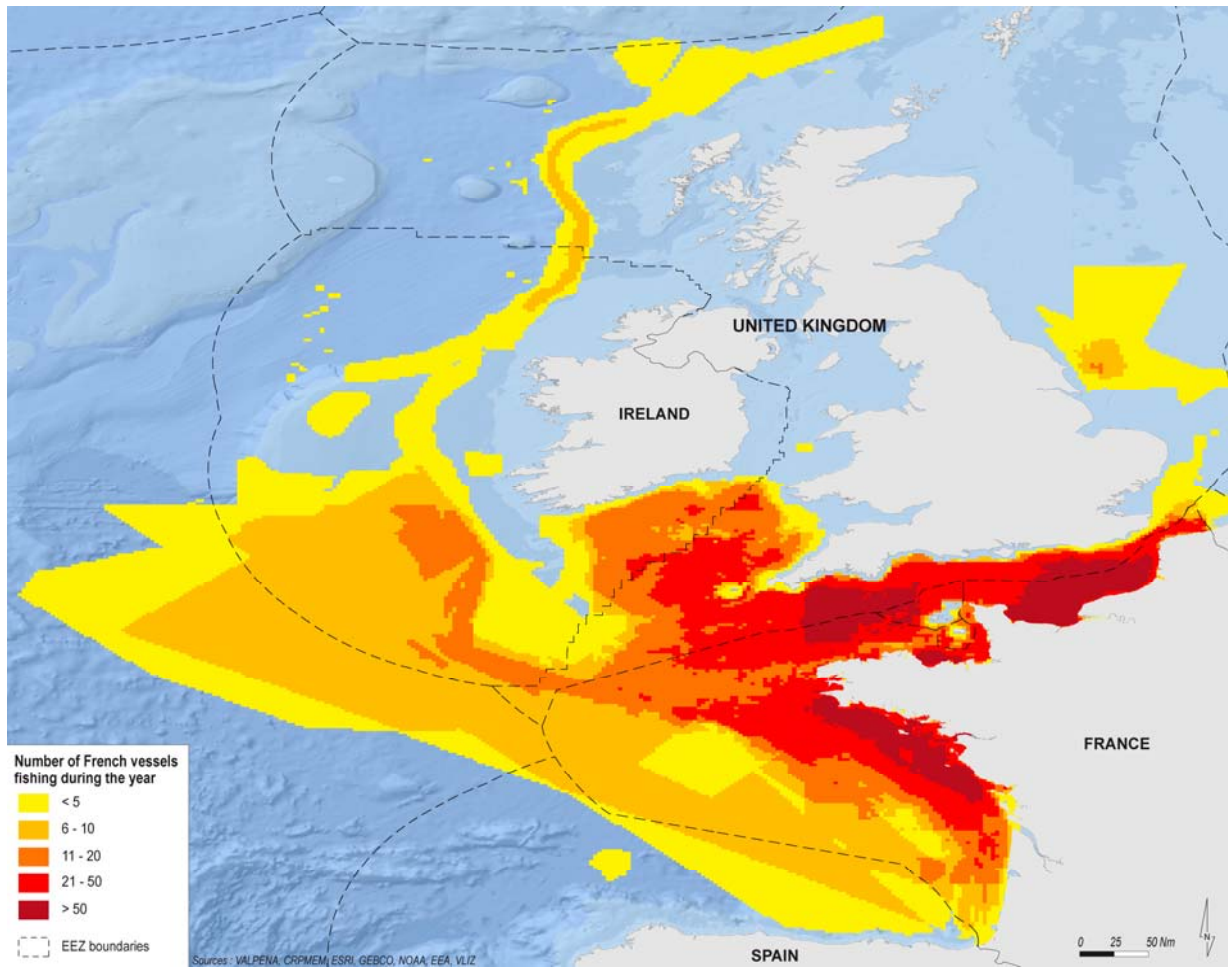 UNITED KINGDOM
IRELAND
FRANCE
SPAIN
Number of French vessels
fishing during the year
< 5
6 - 10
11 - 20
21 - 50
> 50
EEZ boundaries
Sources : VALPENA, CRPMEM, ESRI, GEBCO, NOAA, EEA, VLIZ
0 25 50 Nm
N